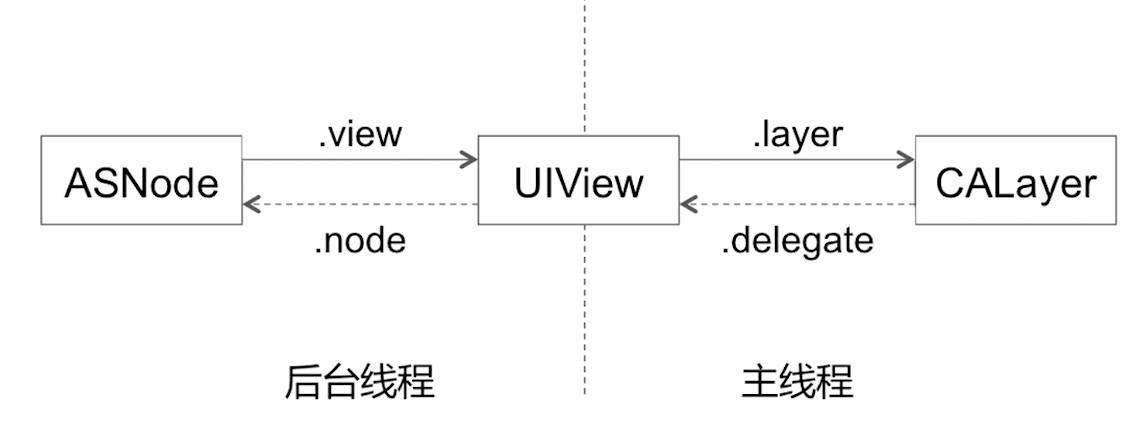 .view
.layer
ASNode
UIView
CALayer
.node
.delegate
后台线程
主线程